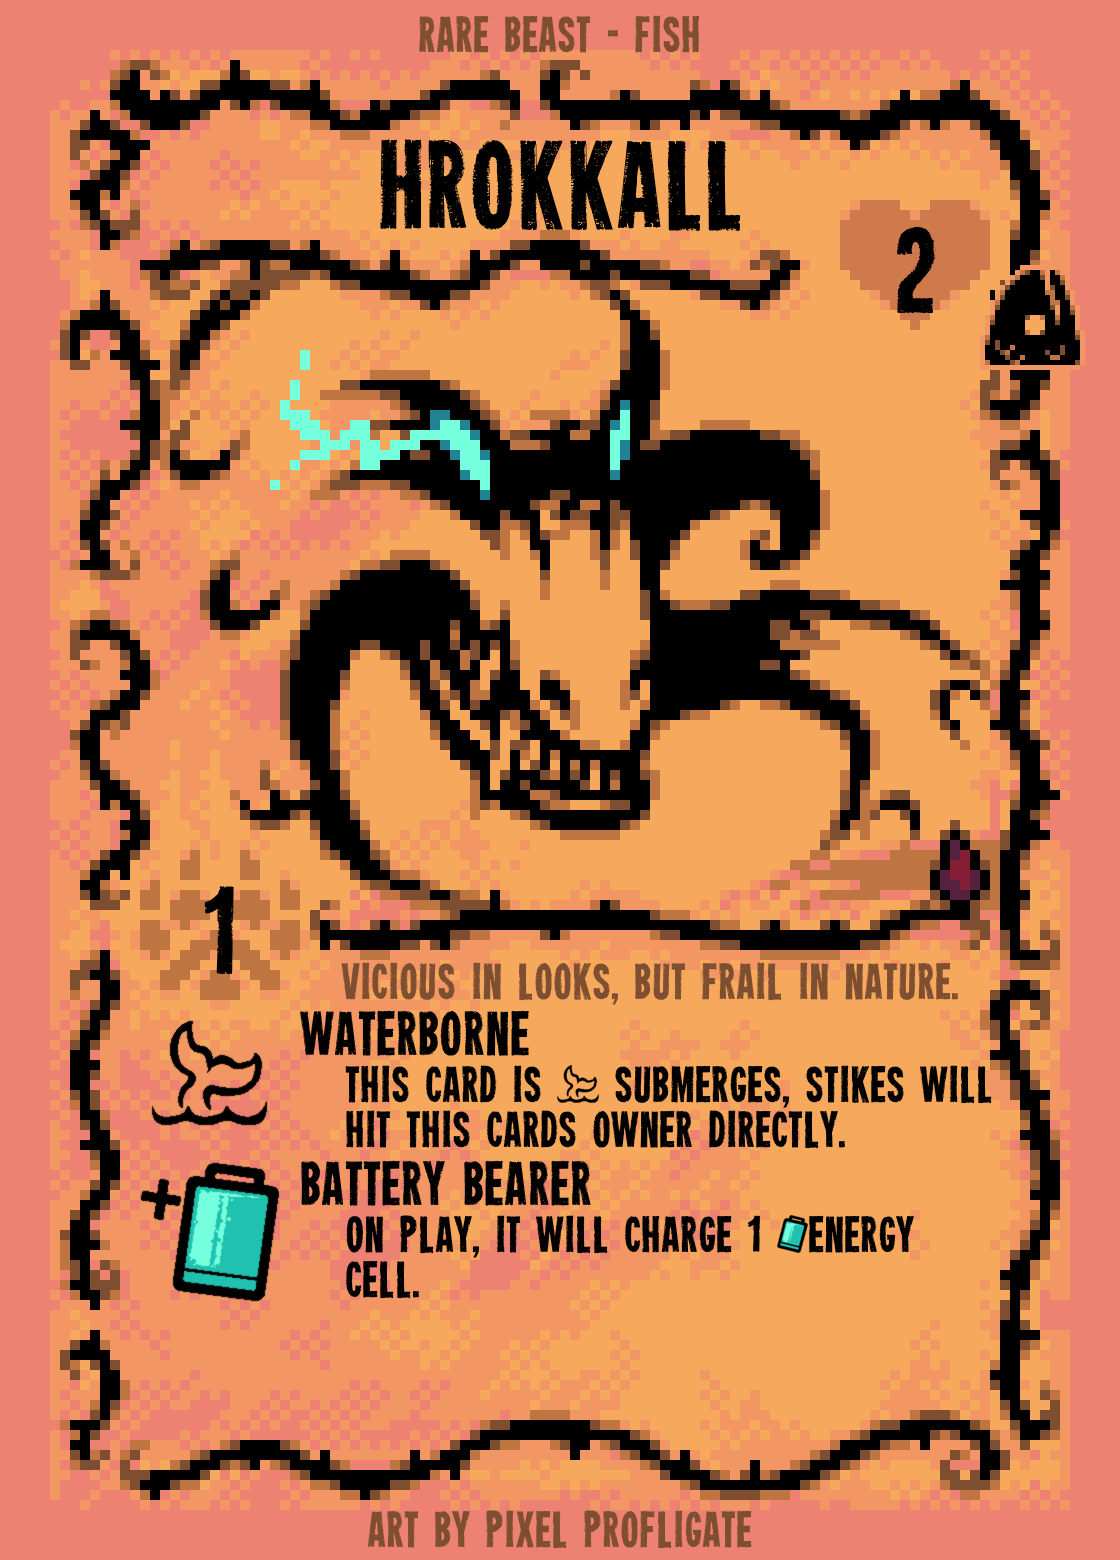 RARE BEAST - FISH
HROKKALL
2
1
VICIOUS IN LOOKS, BUT FRAIL IN NATURE.
WATERBORNE
THIS CARD IS SUBMERGES, STIKES WILL
HIT THIS CARDS OWNER DIRECTLY.
BATTERY BEARER
ON PLAY, IT WILL CHARGE 1 ENERGY
CELL.
ART BY PIXEL PROFLIGATE